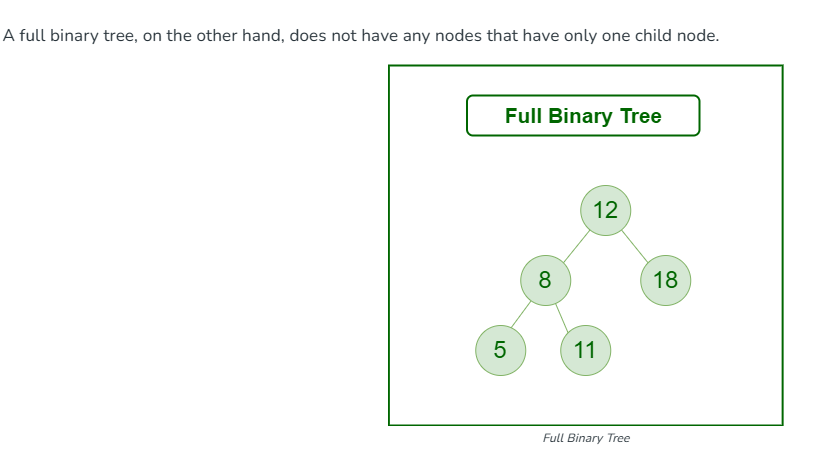 A full binary tree, on the other hand, does not have any nodes that have only one child node.
Full Binary Tree
12
8
18
5
11
Full Binary Tree